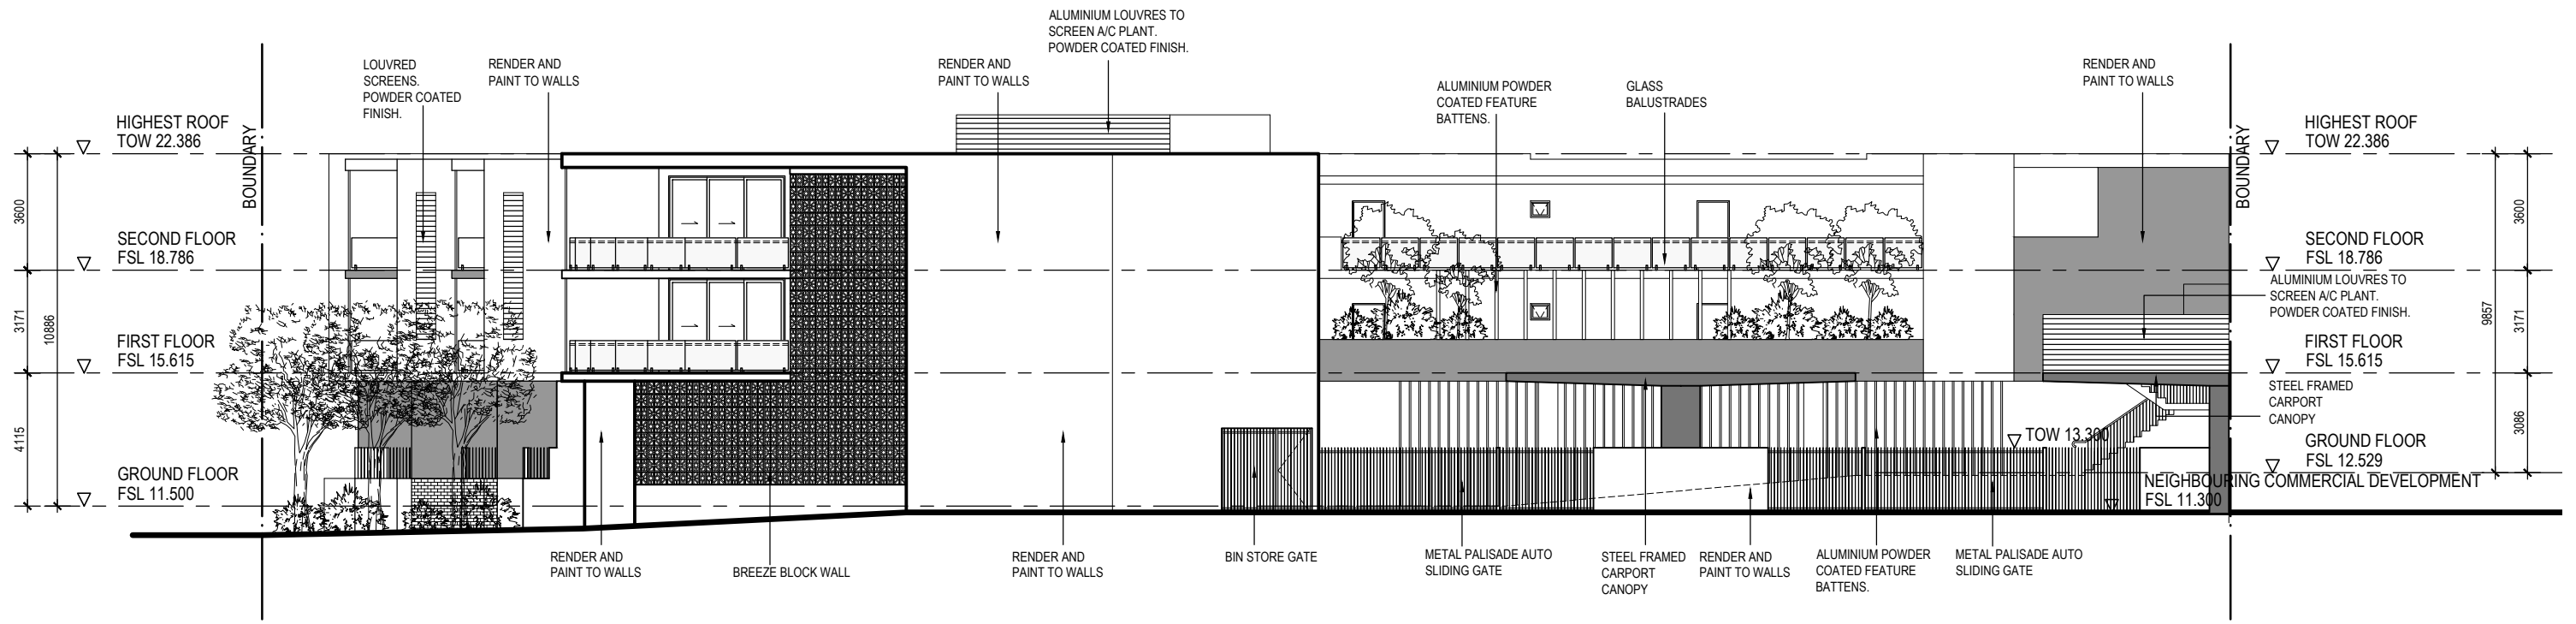 ALUMINIUM LOUVRES TO
SCREEN A/C PLANT.
POWDER COATED FINISH.
LOUVRED
SCREENS.
POWDER COATED
FINISH.
RENDER AND
PAINT TO WALLS
RENDER AND
PAINT TO WALLS
ALUMINIUM POWDER
COATED FEATURE
BATTENS.
GLASS
BALUSTRADES
RENDER AND
PAINT TO WALLS
HIGHEST ROOF
TOW 22.386
BOUNDARY
3600
SECOND FLOOR
FSL 18.786
3171
10886
FIRST FLOOR
FSL 15.615
4115
GROUND FLOOR
FSL 11.500
BOUNDARY
HIGHEST ROOF
TOW 22.386
3600
SECOND FLOOR
FSL 18.786
ALUMINIUM LOUVRES TO
SCREEN A/C PLANT.
POWDER COATED FINISH.
9857
3171
FIRST FLOOR
FSL 15.615
STEEL FRAMED
CARPORT
CANOPY
3086
TOW 13.300
GROUND FLOOR
FSL 12.529
NEIGHBOURING COMMERCIAL DEVELOPMENT
FSL 11.300
RENDER AND
PAINT TO WALLS
BREEZE BLOCK WALL
RENDER AND
PAINT TO WALLS
BIN STORE GATE
METAL PALISADE AUTO
SLIDING GATE
STEEL FRAMED
CARPORT
CANOPY
RENDER AND
PAINT TO WALLS
ALUMINIUM POWDER
COATED FEATURE
BATTENS.
METAL PALISADE AUTO
SLIDING GATE